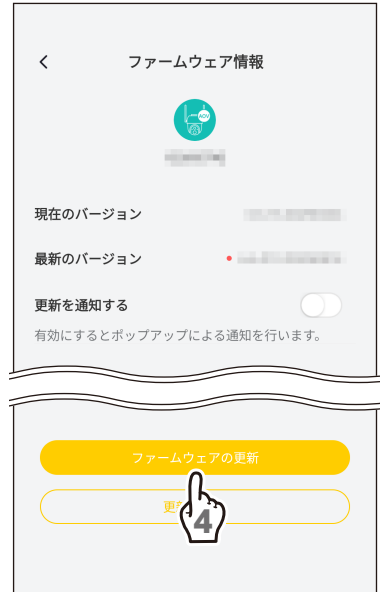 ファームウェア情報
AOV
現在のバージョン
最新のバージョン
更新を通知する
有効にするとポップアップによる通知を行います。
ファームウェアの更新
更
4